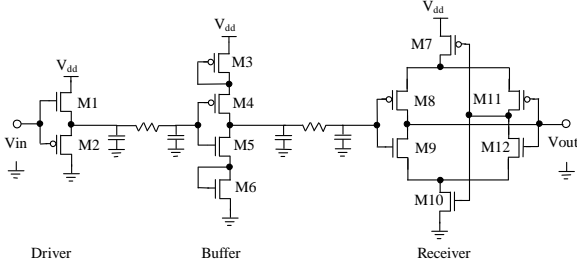 Vdd
M7
Vdd
M3
Vdd
M1
M4
M8
M11
Vin
M2
M5
M9
M12
Vout
M6
M10
Driver
Buffer
Receiver